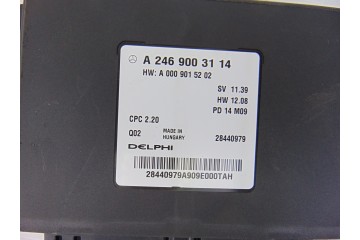 A 246 900 31 14
HW: A 000 901 52 02
SV 11.39
HW 12.08
PD 14 M09
CPC 2.20
Q02 MADE IN HUNGARY 28440979
DELPHI
28440979A909E000TAH